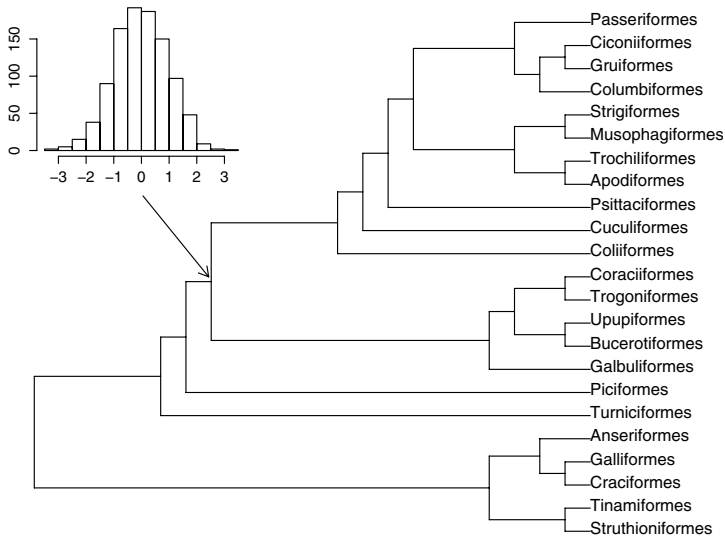 150
100
50
0
−3 −2 −1 0 1 2 3
Passeriformes
Ciconiiformes
Gruiformes
Columbiformes
Strigiformes
Musophagiformes
Trochiliformes
Apodiformes
Psittaciformes
Cuculiformes
Coliiformes
Coraciiformes
Trogoniformes
Upupiformes
Bucerotiformes
Galbuliformes
Piciformes
Turniciformes
Anseriformes
Galliformes
Craciformes
Tinamiformes
Struthioniformes